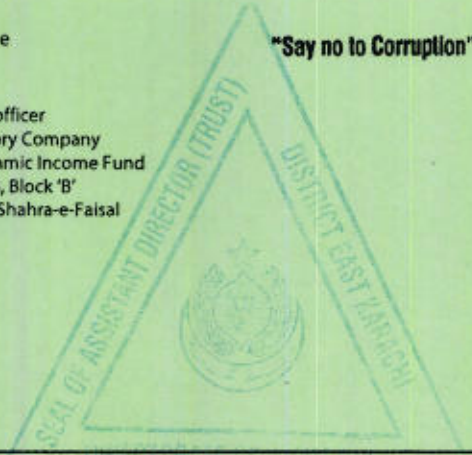 e
"Say no to Corruption"
officer
ery Company
amic Income Fund
, Block 'B'
Shahra-e-Faisal
SEAL OF ASSISTANT DIRECTOR (TRUST)
DISTRICT EAST KARACHI